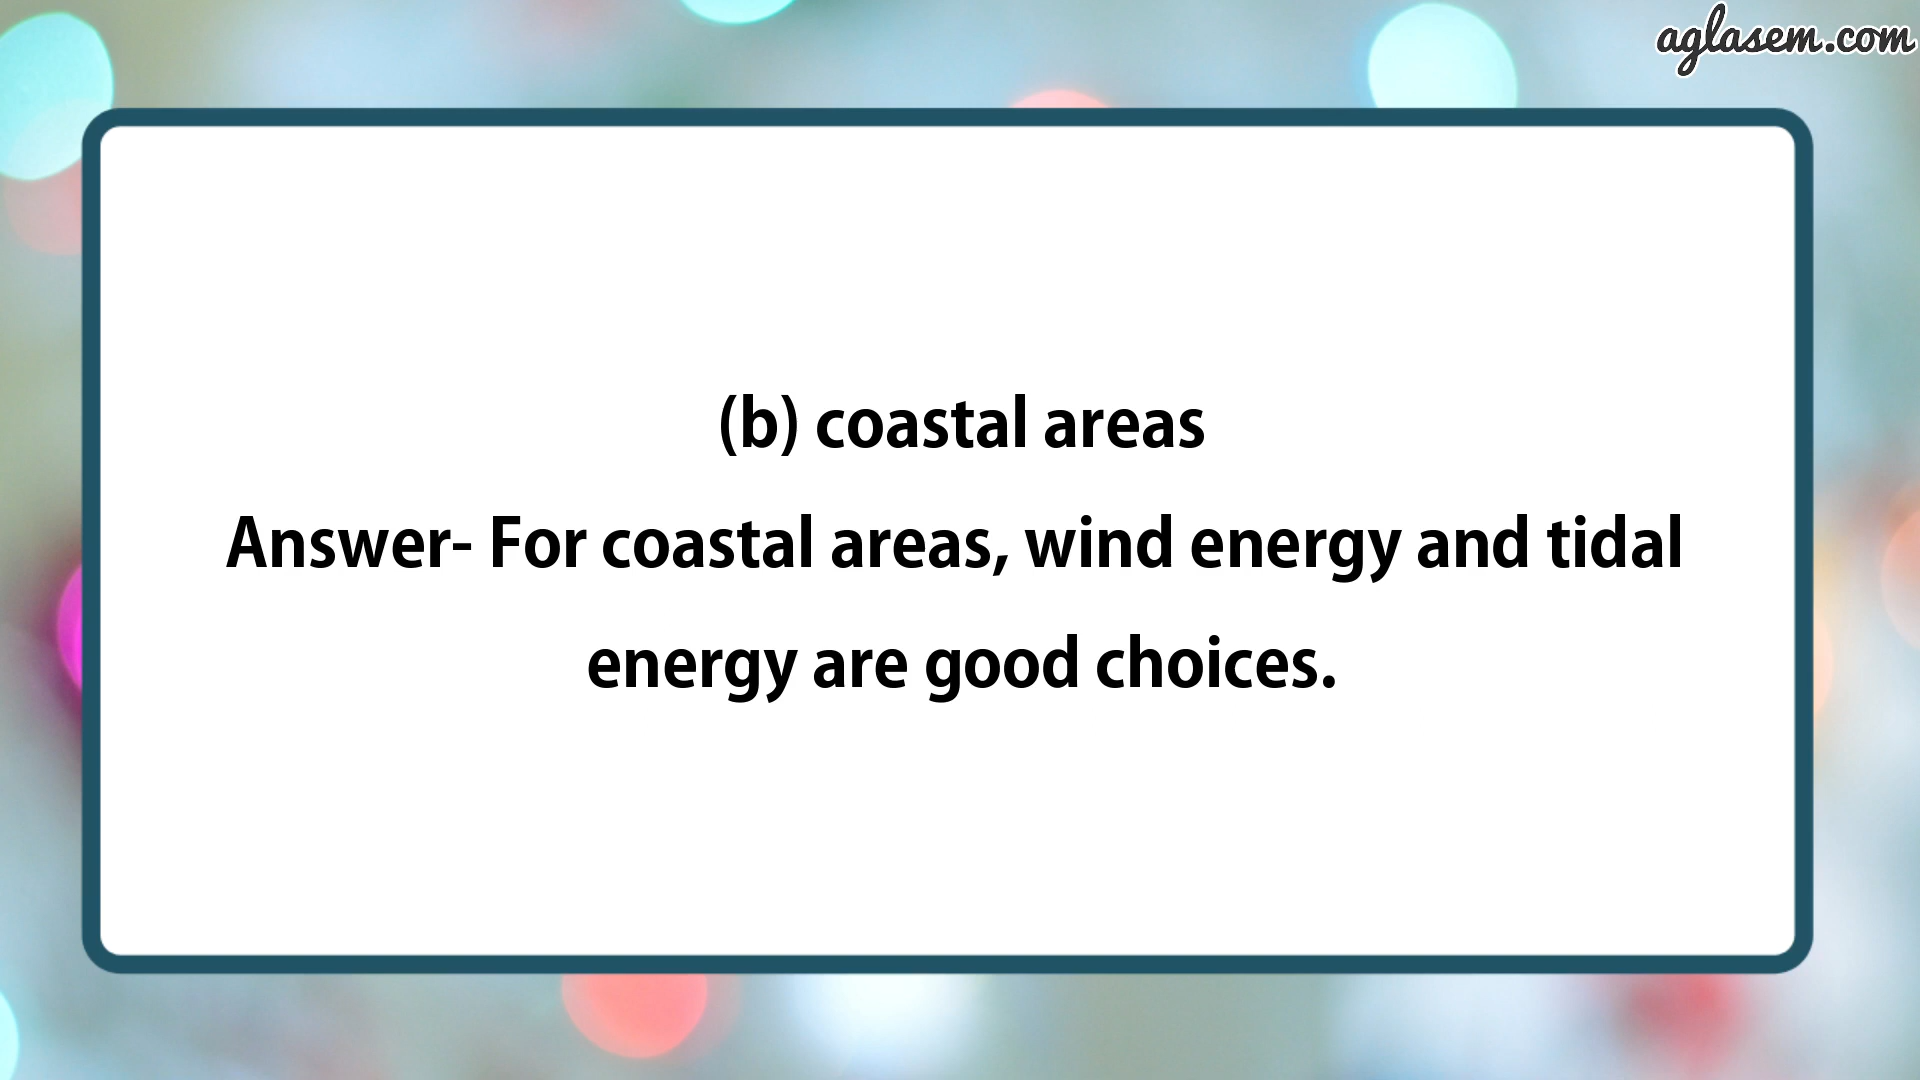 aglasem.com
(b) coastal areas
Answer- For coastal areas, wind energy and tidal
energy are good choices.